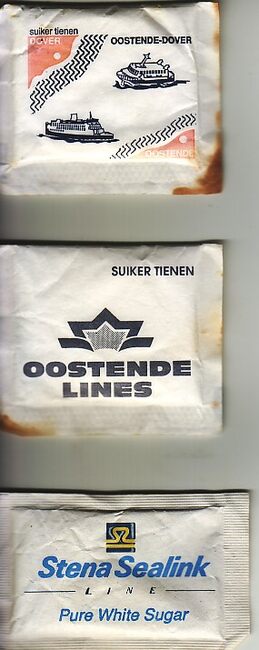 suiker tienen
DOVER
OOSTENDE-DOVER
OOSTENDE
SUIKER TIENEN
OOSTENDE
LINES
Stena Sealink
LINE
Pure White Sugar